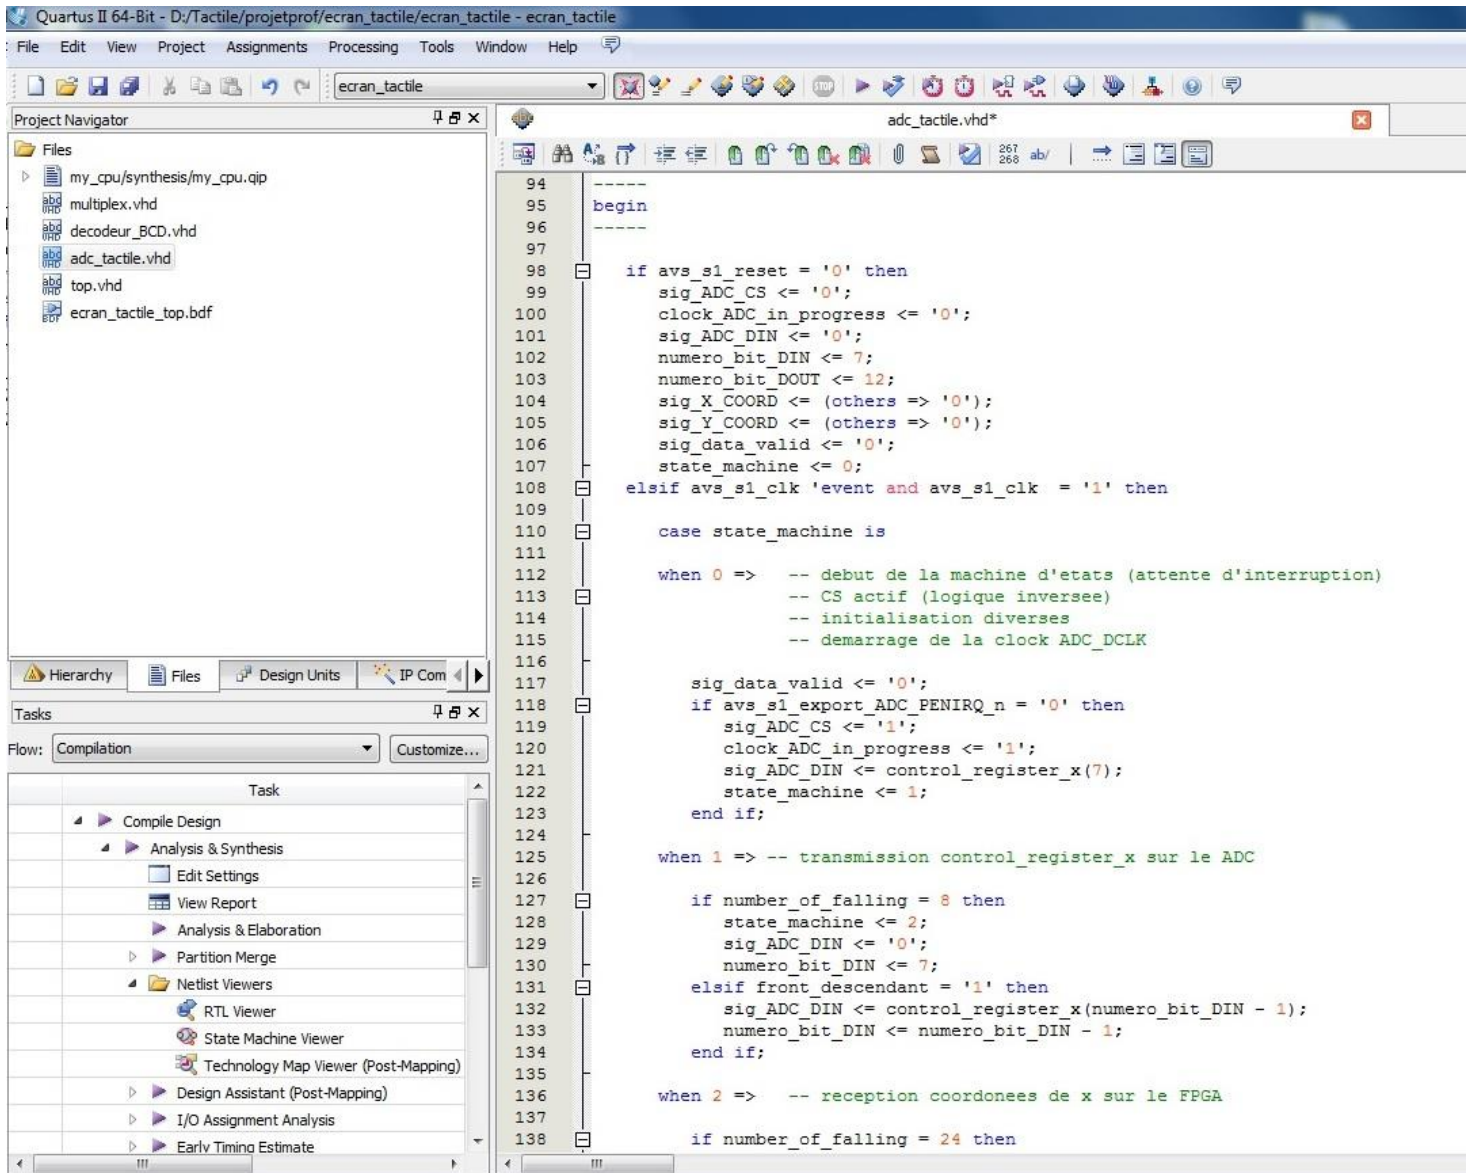 Quartus II 64-Bit - D:/Tactile/projetprof/ecran_tactile/ecran_tactile - ecran_tactile
File Edit View Project Assignments Processing Tools Window Help
ecran_tactile
Project Navigator
Files
my_cpu/synthesis/my_cpu.qip
multiplex.vhd
decodeur_BCD.vhd
adc_tactile.vhd
top.vhd
ecran_tactile_top.bdf
Hierarchy Files Design Units IP Com
Tasks
Flow: Compilation Customize...
Task
Compile Design
Analysis & Synthesis
Edit Settings
View Report
Analysis & Elaboration
Partition Merge
Netlist Viewers
RTL Viewer
State Machine Viewer
Technology Map Viewer (Post-Mapping)
Design Assistant (Post-Mapping)
I/O Assignment Analysis
Early Timing Estimate
adc_tactile.vhd*
267
268 ab/
94 -----
95 begin
96 -----
97
98 if avs_s1_reset = '0' then
99 sig_ADC_CS <= '0';
100 clock_ADC_in_progress <= '0';
101 sig_ADC_DIN <= '0';
102 numero_bit_DIN <= 7;
103 numero_bit_DOUT <= 12;
104 sig_X_COORD <= (others => '0');
105 sig_Y_COORD <= (others => '0');
106 sig_data_valid <= '0';
107 state_machine <= 0;
108 elsif avs_s1_clk 'event and avs_s1_clk = '1' then
109
110 case state_machine is
111
112 when 0 => -- debut de la machine d'etats (attente d'interruption)
113 -- CS actif (logique inversee)
114 -- initialisation diverses
115 -- demarrage de la clock ADC_DCLK
116
117 sig_data_valid <= '0';
118 if avs_s1_export_ADC_PENIRQ_n = '0' then
119 sig_ADC_CS <= '1';
120 clock_ADC_in_progress <= '1';
121 sig_ADC_DIN <= control_register_x(7);
122 state_machine <= 1;
123 end if;
124
125 when 1 => -- transmission control_register_x sur le ADC
126
127 if number_of_falling = 8 then
128 state_machine <= 2;
129 sig_ADC_DIN <= '0';
130 numero_bit_DIN <= 7;
131 elsif front_descendant = '1' then
132 sig_ADC_DIN <= control_register_x(numero_bit_DIN - 1);
133 numero_bit_DIN <= numero_bit_DIN - 1;
134 end if;
135
136 when 2 => -- reception coordonees de x sur le FPGA
137
138 if number_of_falling = 24 then